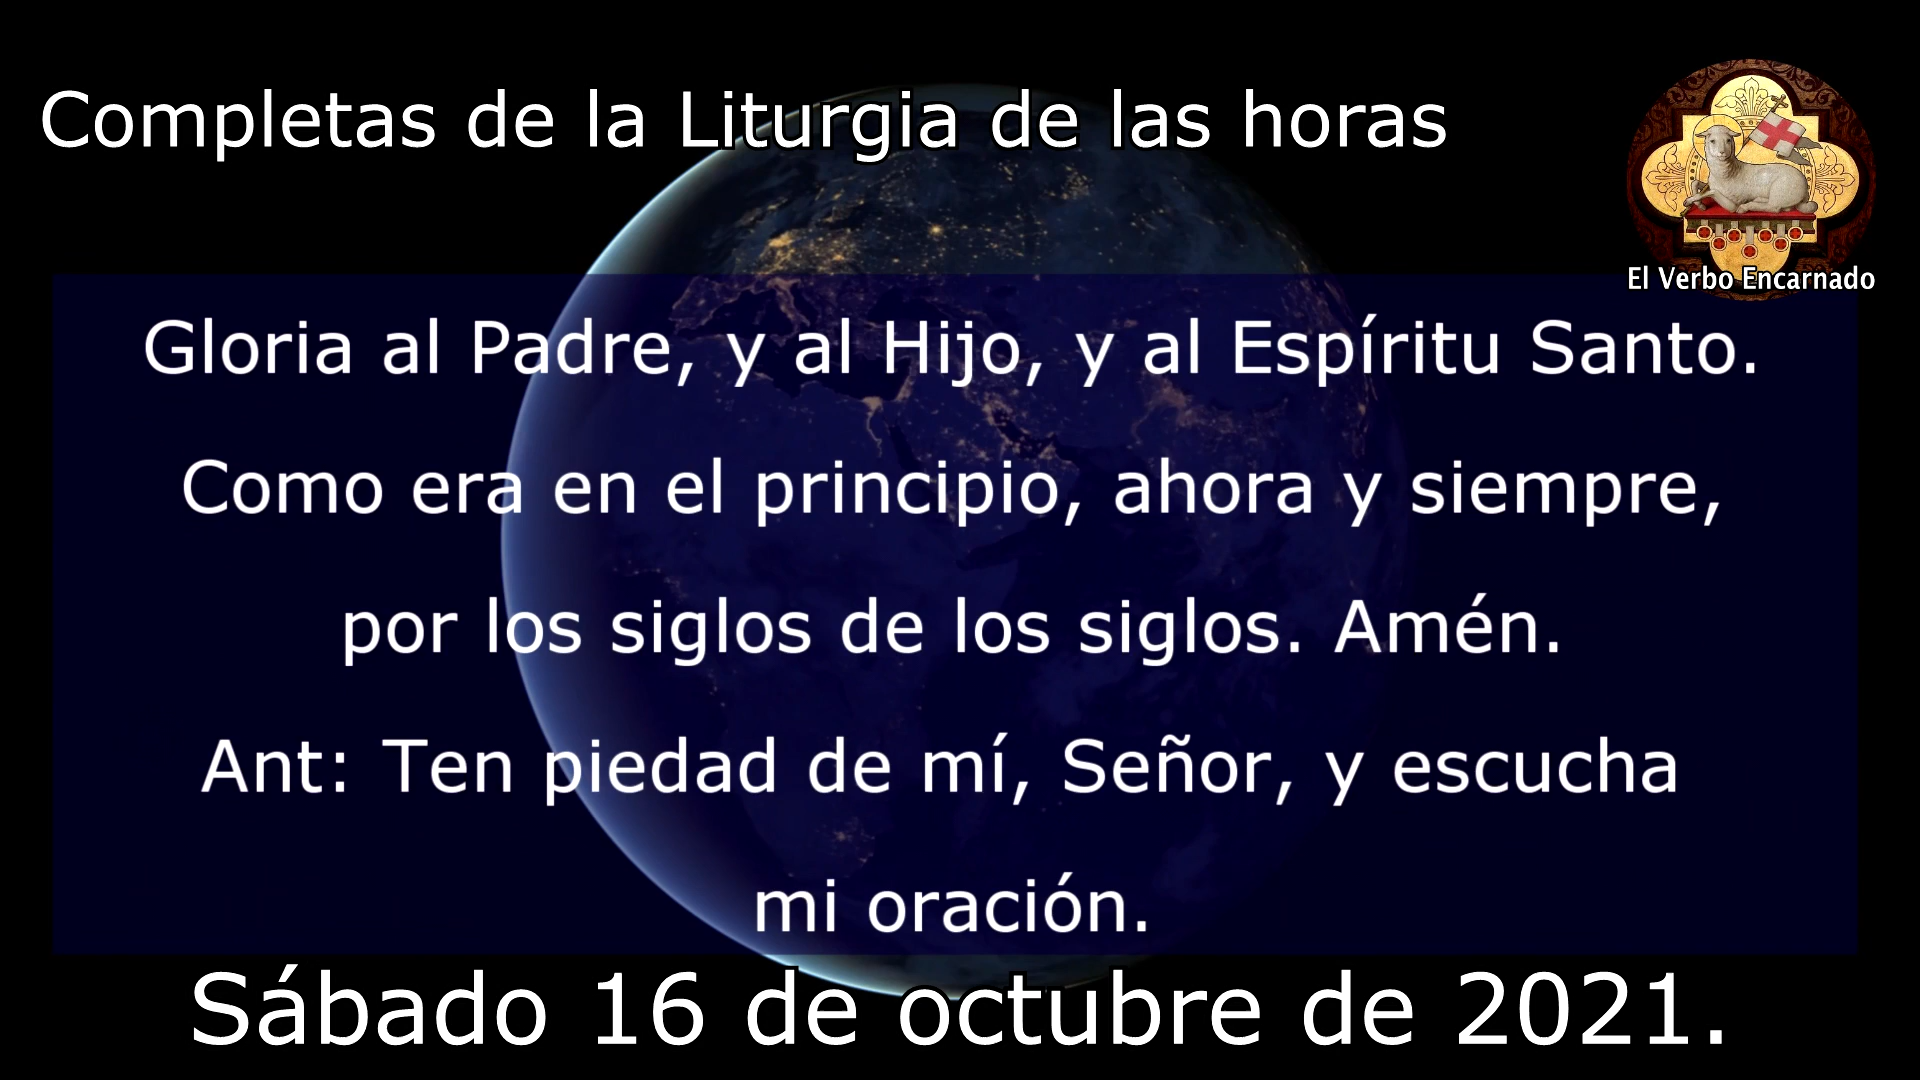 Completas de la Liturgia de las horas
El Verbo Encarnado
Gloria al Padre, y al Hijo, y al Espíritu Santo.
Como era en el principio, ahora y siempre,
por los siglos de los siglos. Amén.
Ant: Ten piedad de mí, Señor, y escucha
mi oración.
Sábado 16 de octubre de 2021.